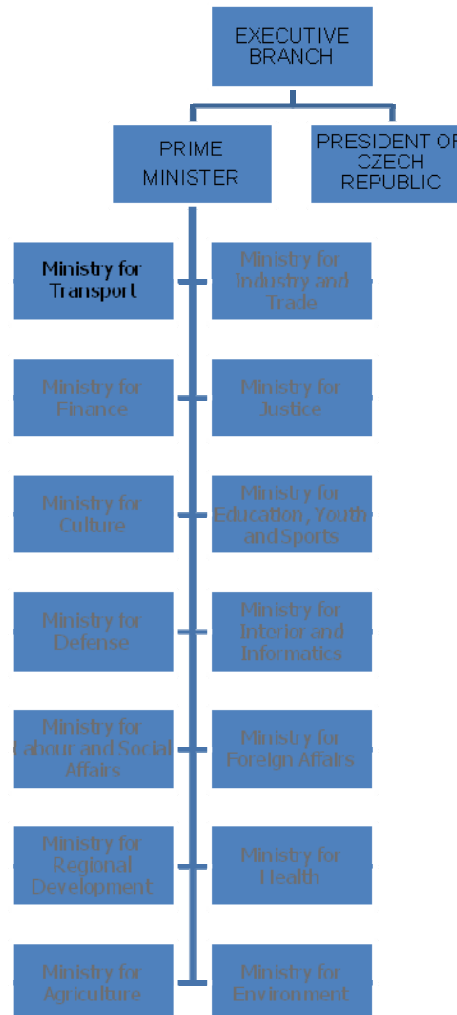 EXECUTIVE
BRANCH
PRIME
MINISTER
PRESIDENT OF
CZECH
REPUBLIC
Ministry for
Transport
Ministry for
Industry and
Trade
Ministry for
Finance
Ministry for
Justice
Ministry for
Culture
Ministry for
Education, Youth
and Sports
Ministry for
Defense
Ministry for
Interior and
Informatics
Ministry for
Labour and Social
Affairs
Ministry for
Foreign Affairs
Ministry for
Regional
Development
Ministry for
Health
Ministry for
Agriculture
Ministry for
Environment